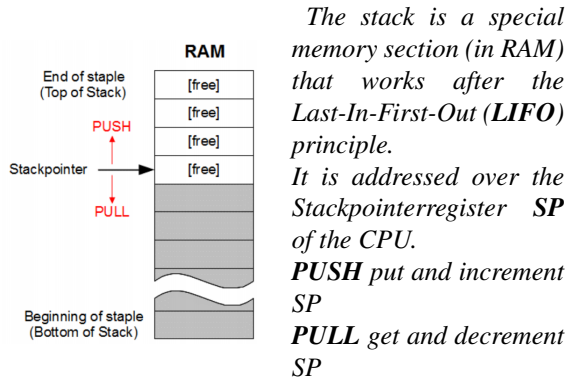 RAM
End of staple
(Top of Stack)
[free]
[free]
PUSH
[free]
Stackpointer
[free]
PULL
Beginning of staple
(Bottom of Stack)
The stack is a special
memory section (in RAM)
that works after the
Last-In-First-Out (LIFO)
principle.
It is addressed over the
Stackpointerregister SP
of the CPU.
PUSH put and increment
SP
PULL get and decrement
SP